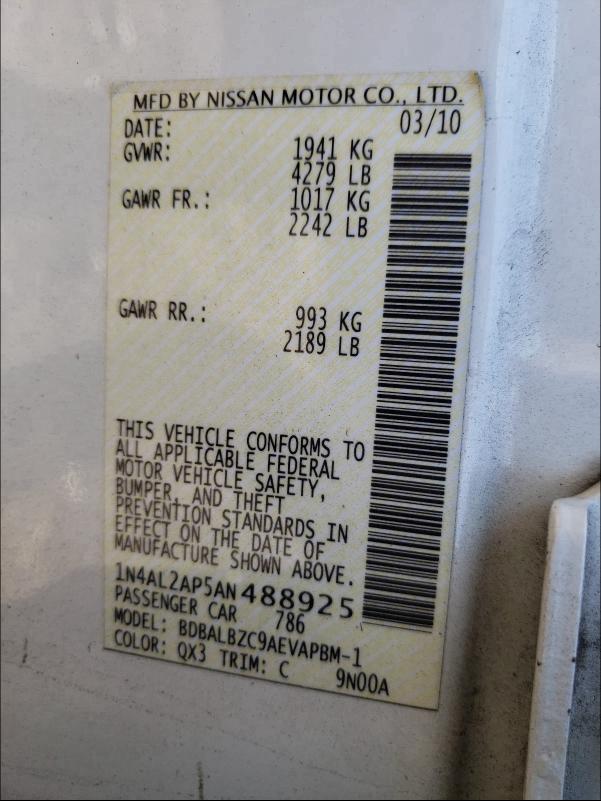 MFD BY NISSAN MOTOR CO., LTD.
DATE: 03/10
GVWR: 1941 KG
4279 LB
GAWR FR.: 1017 KG
2242 LB
GAWR RR.: 993 KG
2189 LB
THIS VEHICLE CONFORMS TO
ALL APPLICABLE FEDERAL
MOTOR VEHICLE SAFETY,
BUMPER, AND THEFT
PREVENTION STANDARDS IN
EFFECT ON THE DATE OF
MANUFACTURE SHOWN ABOVE.
1N4AL2AP5AN488925
PASSENGER CAR 786
MODEL: BDBALBZC9AEVAPBM-1
COLOR: QX3 TRIM: C 9N00A